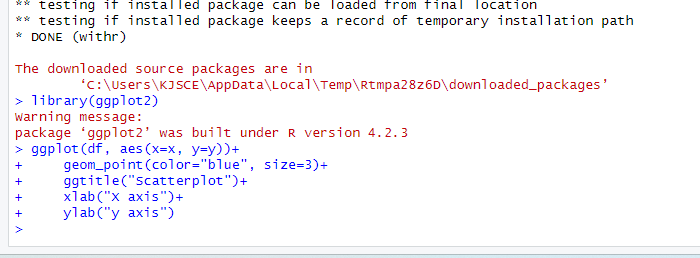 ** testing if installed package can be loaded from final location
** testing if installed package keeps a record of temporary installation path
* DONE (withr)
The downloaded source packages are in
‘C:\Users\KJSCE\AppData\Local\Temp\Rtmpa28z6D\downloaded_packages’
> library(ggplot2)
Warning message:
package ‘ggplot2’ was built under R version 4.2.3
> ggplot(df, aes(x=x, y=y))+
+ geom_point(color="blue", size=3)+
+ ggtitle("Scatterplot")+
+ xlab("X axis")+
+ ylab("y axis")
>